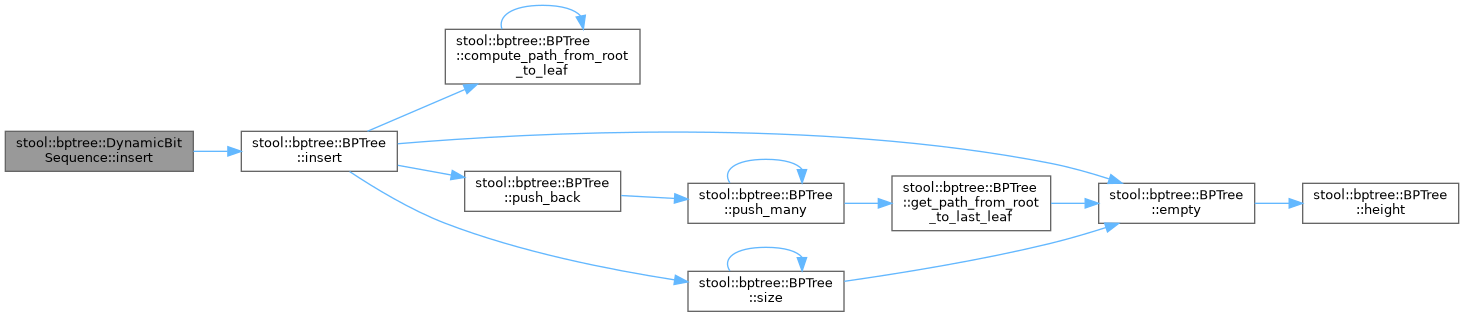 stool::bptree::DynamicBit
Sequence::insert
stool::bptree::BPTree
::insert
stool::bptree::BPTree
::compute_path_from_root
_to_leaf
stool::bptree::BPTree
::push_back
stool::bptree::BPTree
::push_many
stool::bptree::BPTree
::get_path_from_root
_to_last_leaf
stool::bptree::BPTree
::empty
stool::bptree::BPTree
::height
stool::bptree::BPTree
::size